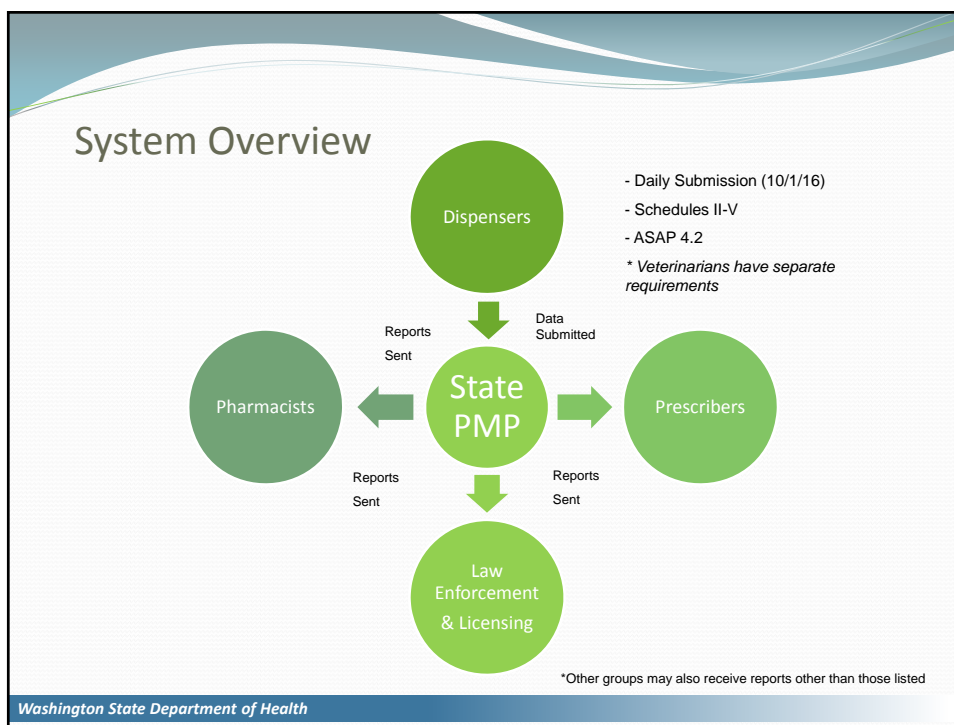 System Overview
Dispensers
- Daily Submission (10/1/16)
- Schedules II-V
- ASAP 4.2
* Veterinarians have separate
requirements
Reports
Sent
Data
Submitted
Pharmacists
State
PMP
Prescribers
Reports
Sent
Reports
Sent
Law
Enforcement
& Licensing
*Other groups may also receive reports other than those listed
Washington State Department of Health